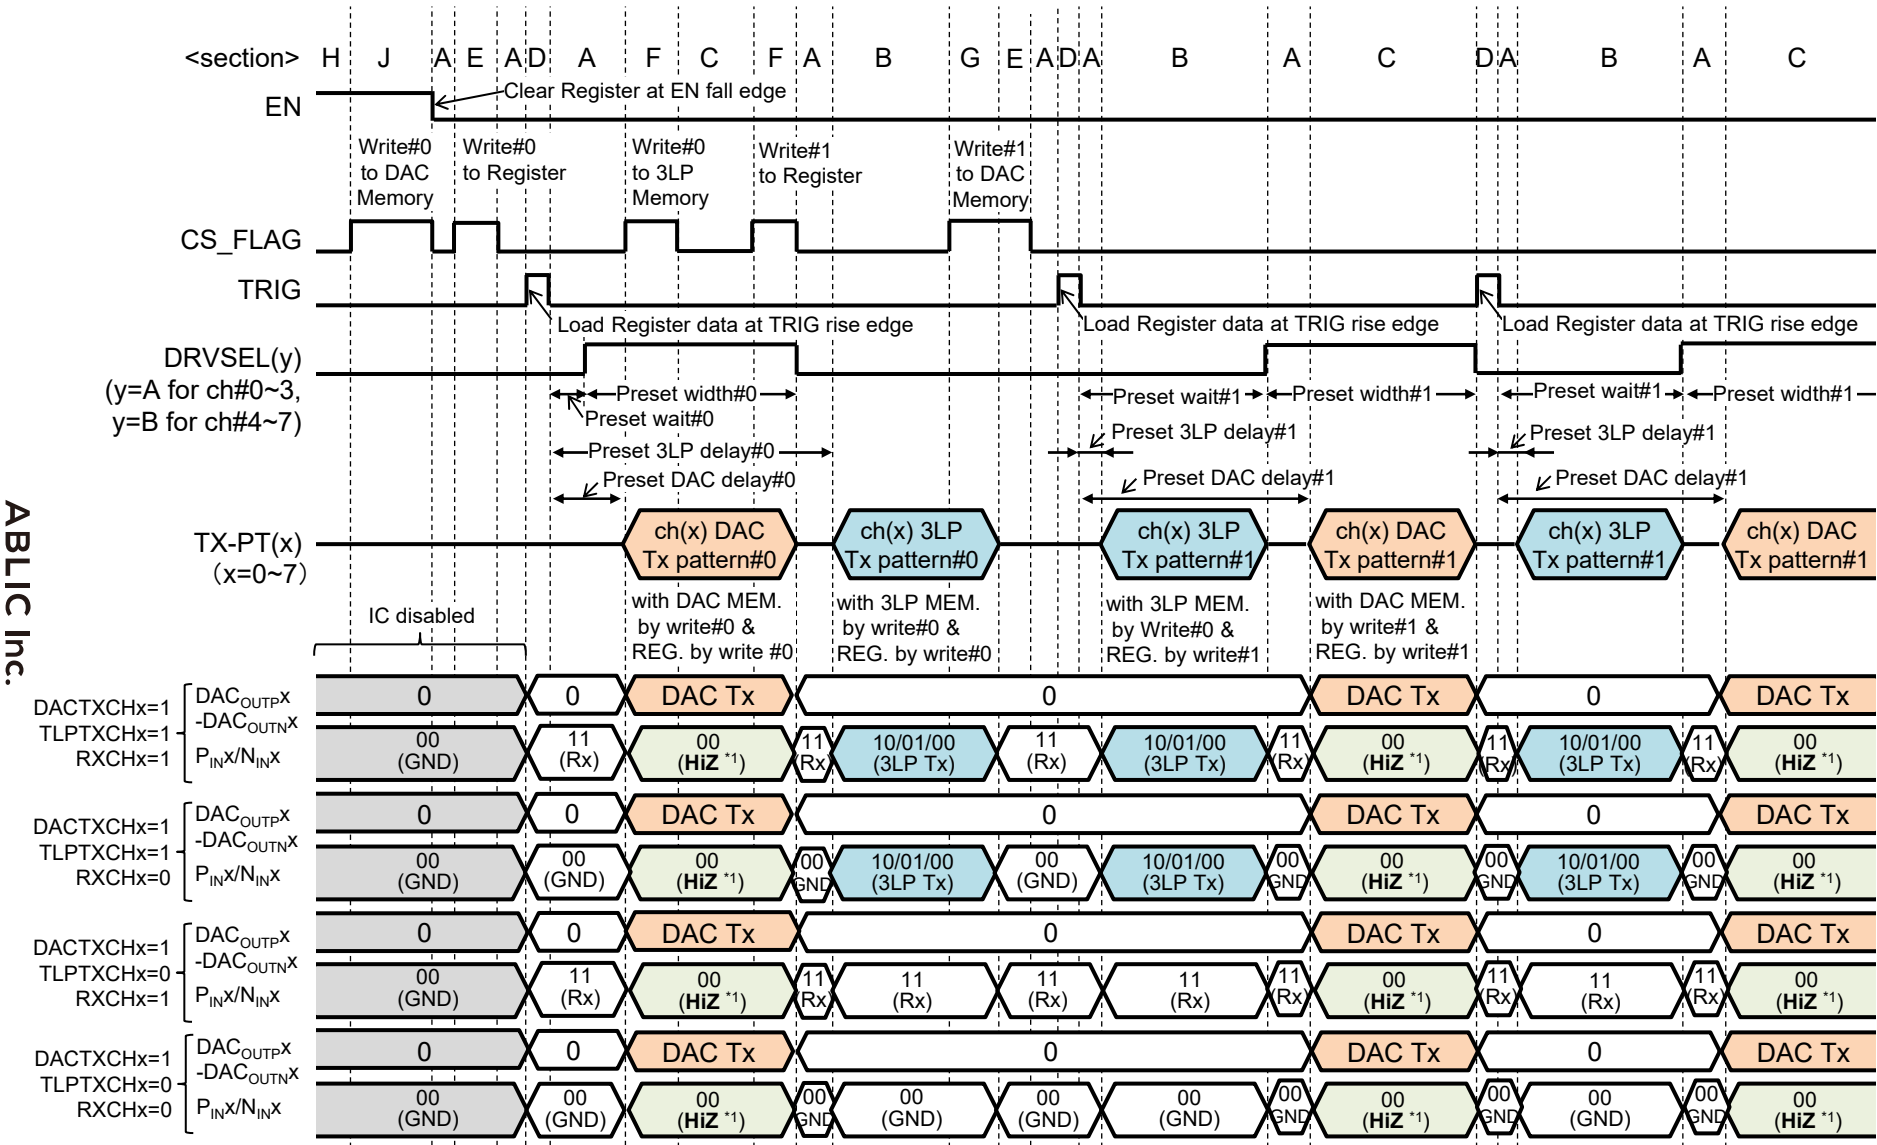 <section> H J A E A D A F C F A B G E A D A B A C D A B A C
EN
Clear Register at EN fall edge
Write#0
to DAC
Memory
Write#0
to Register
Write#0
to 3LP
Memory
Write#1
to Register
Write#1
to DAC
Memory
CS_FLAG
TRIG
Load Register data at TRIG rise edge
Load Register data at TRIG rise edge
Load Register data at TRIG rise edge
DRVSEL(y)
(y=A for ch#0~3,
y=B for ch#4~7)
Preset width#0
Preset wait#0
Preset 3LP delay#0
Preset DAC delay#0
Preset wait#1
Preset width#1
Preset 3LP delay#1
Preset DAC delay#1
Preset wait#1
Preset width#1
Preset 3LP delay#1
Preset DAC delay#1
ABLIC Inc.
TX-PT(x)
(x=0~7)
ch(x) DAC
Tx pattern#0
ch(x) 3LP
Tx pattern#0
ch(x) 3LP
Tx pattern#1
ch(x) DAC
Tx pattern#1
ch(x) 3LP
Tx pattern#1
ch(x) DAC
Tx pattern#1
with DAC MEM.
by write#0 &
REG. by write #0
with 3LP MEM.
by write#0 &
REG. by write#0
with 3LP MEM.
by Write#0 &
REG. by write#1
with DAC MEM.
by write#1 &
REG. by write#1
IC disabled
DACTXCHx=1
TLPTXCHx=1
RXCHx=1
DACOUTPx
-DACOUTNx
PINx/NINx
0 0 DAC Tx 0 DAC Tx 0 DAC Tx
00 11 00 11 10/01/00 11 10/01/00 11 00 11 10/01/00 11 00
(GND) (Rx) (HiZ *1) (Rx) (3LP Tx) (Rx) (3LP Tx) (Rx) (HiZ *1) (Rx) (3LP Tx) (Rx) (HiZ *1)
DACTXCHx=1
TLPTXCHx=1
RXCHx=0
DACOUTPx
-DACOUTNx
PINx/NINx
0 0 DAC Tx 0 DAC Tx 0 DAC Tx
00 00 00 00 10/01/00 00 10/01/00 00 00 00 10/01/00 00 00
(GND) (GND) (HiZ *1) GND (3LP Tx) (GND) (3LP Tx) GND (HiZ *1) GND (3LP Tx) GND (HiZ *1)
DACTXCHx=1
TLPTXCHx=0
RXCHx=1
DACOUTPx
-DACOUTNx
PINx/NINx
0 0 DAC Tx 0 DAC Tx 0 DAC Tx
00 11 00 11 11 11 11 11 00 11 11 11 00
(GND) (Rx) (HiZ *1) (Rx) (Rx) (Rx) (Rx) (Rx) (HiZ *1) (Rx) (Rx) (Rx) (HiZ *1)
DACTXCHx=1
TLPTXCHx=0
RXCHx=0
DACOUTPx
-DACOUTNx
PINx/NINx
0 0 DAC Tx 0 DAC Tx 0 DAC Tx
00 00 00 00 00 00 00 00 00 00 00 00 00
(GND) (GND) (HiZ *1) GND (GND) (GND) (GND) GND (HiZ *1) GND (GND) GND (HiZ *1)